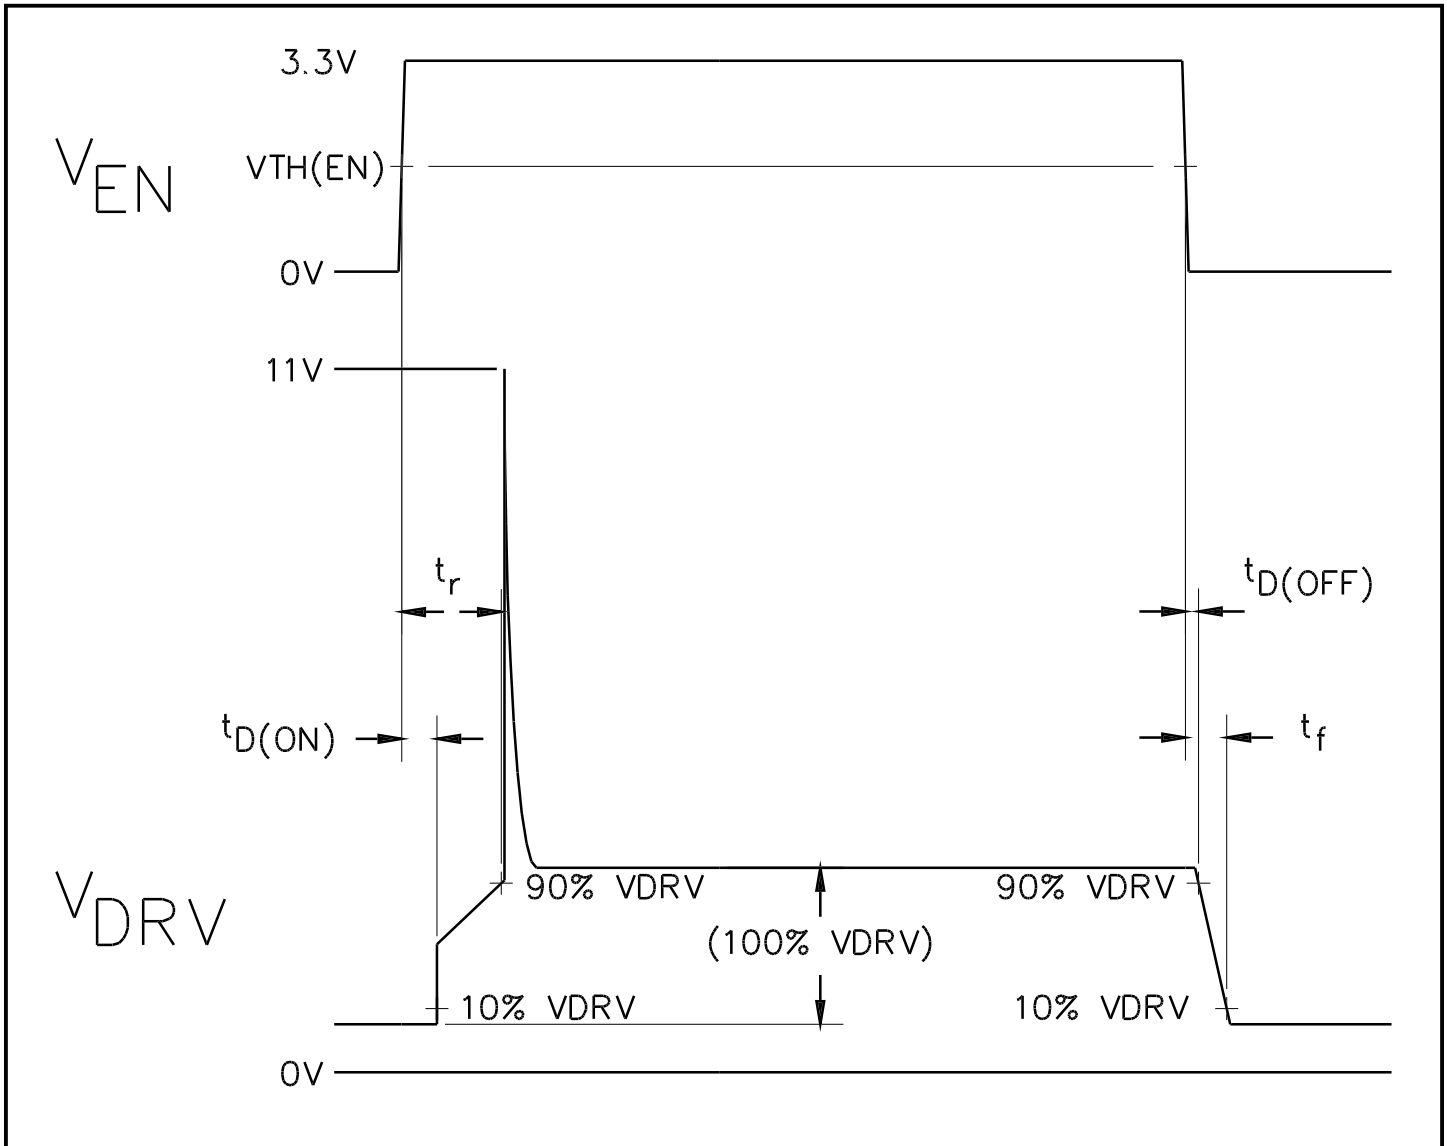 3.3V
VEN
VTH(EN)
0V
11V
tr
tD(OFF)
tD(ON)
tf
VDRV
90% VDRV
90% VDRV
(100% VDRV)
10% VDRV
10% VDRV
0V